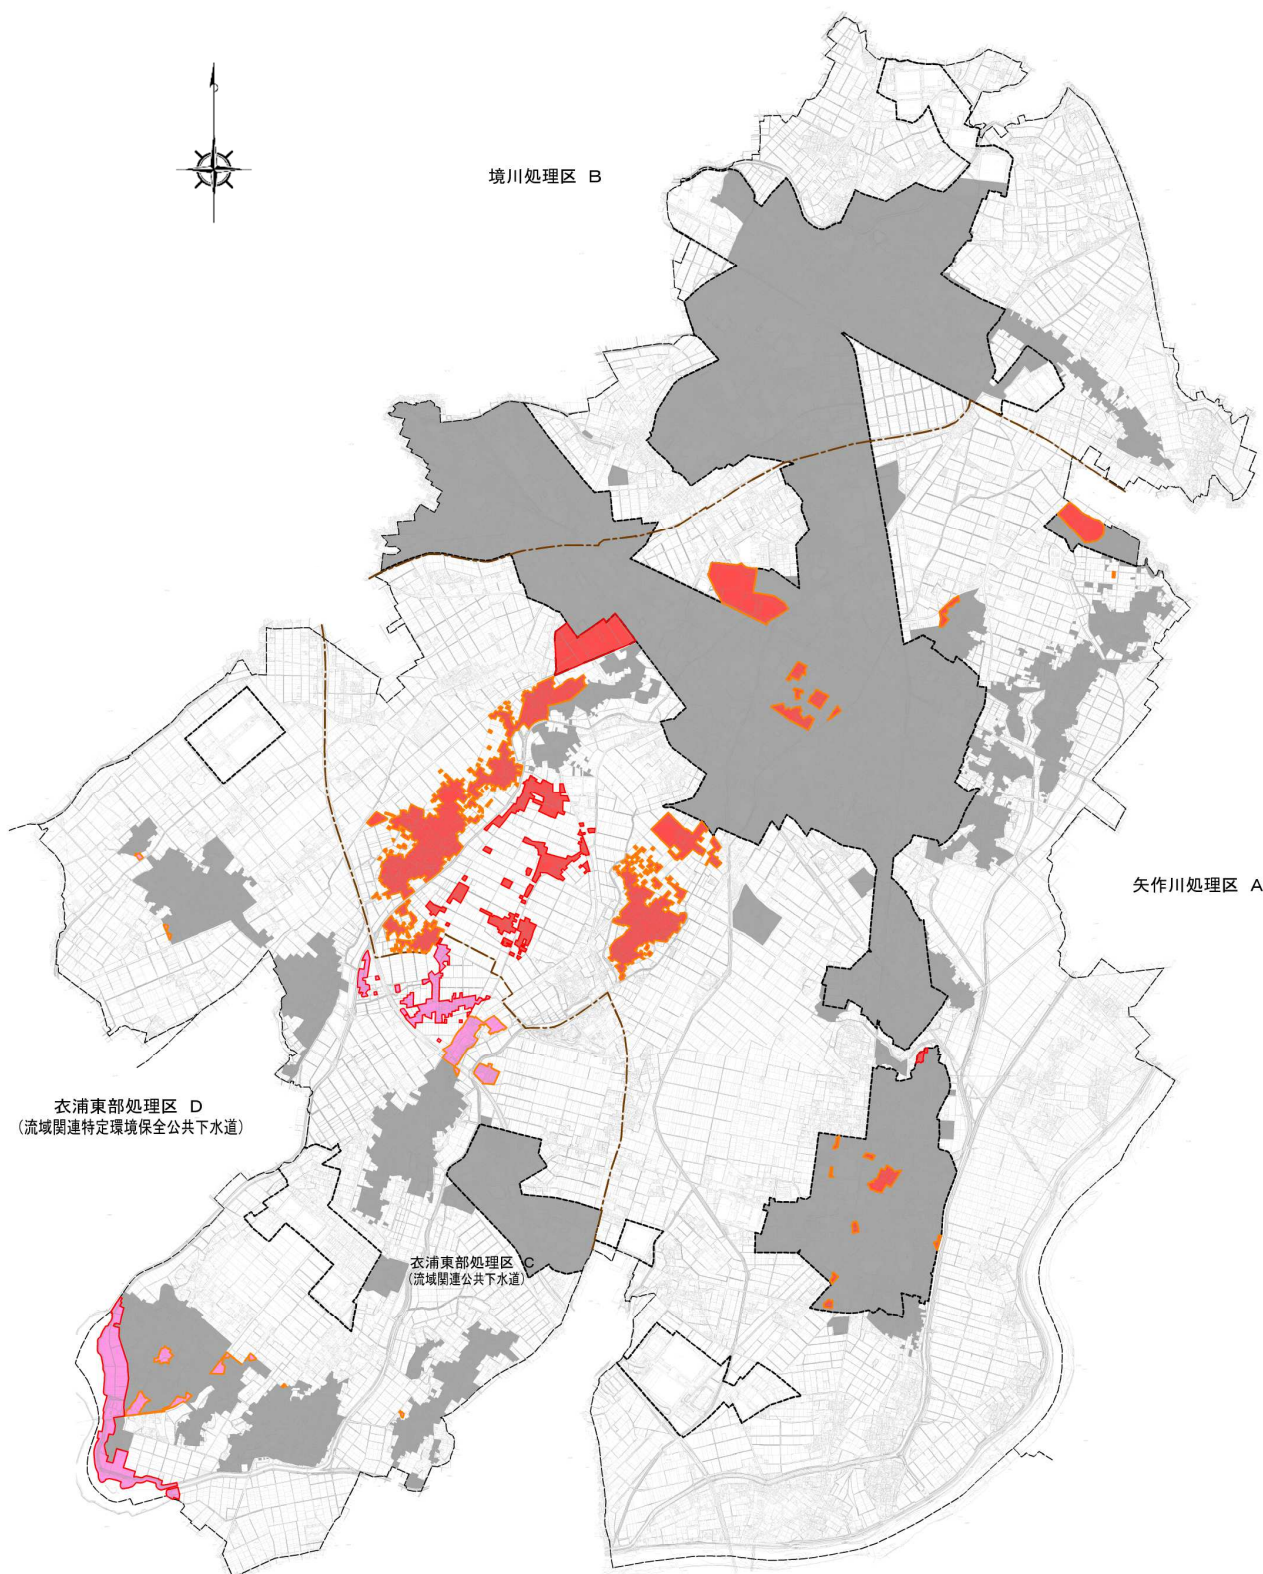 境川処理区 B
矢作川処理区 A
衣浦東部処理区 D
(流域関連特定環境保全公共下水道)
衣浦東部処理区 C
(流域関連公共下水道)